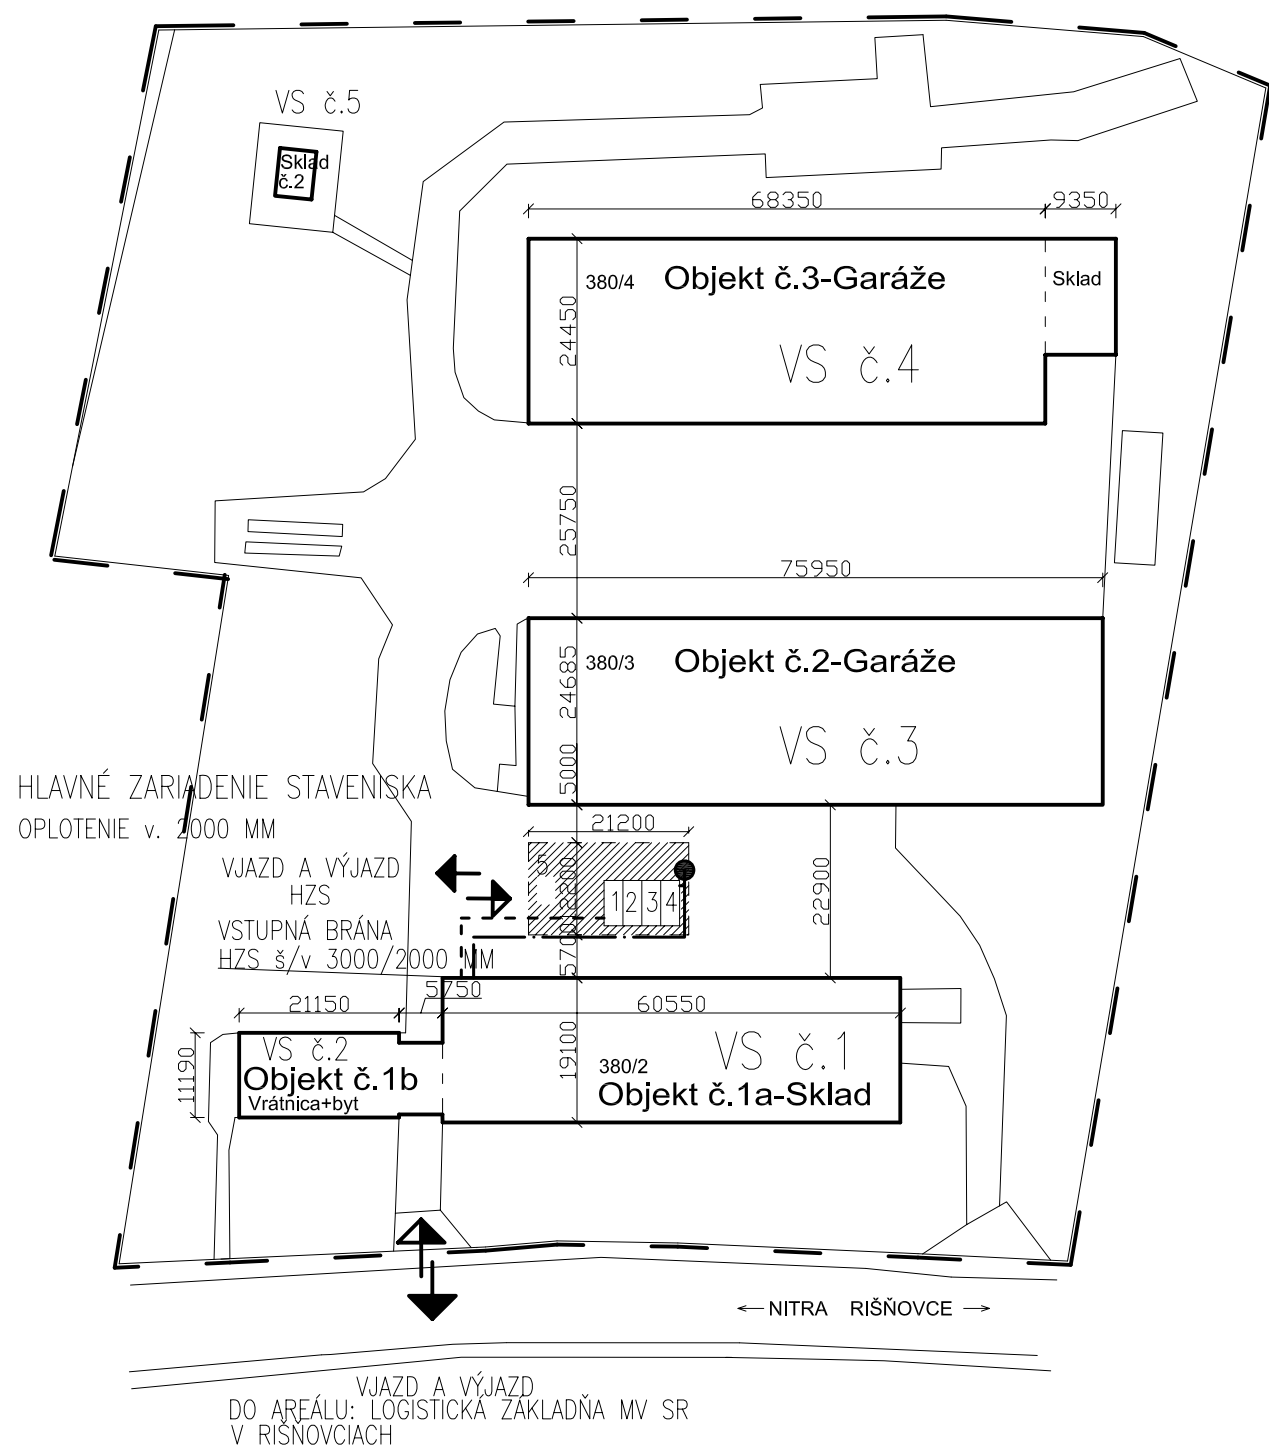 VS č.5
Sklad
č.2
68350
9350
380/4
Objekt č.3-Garáže
Sklad
24450
VS č.4
25750
75950
24685
380/3
Objekt č.2-Garáže
VS č.3
5000
HLAVNÉ ZARIADENIE STAVENISKA
OPLOTENIE v. 2000 MM
21200
VJAZD A VÝJAZD
HZS
5
1 2 3 4
12200
22900
VSTUPNÁ BRÁNA
HZS š/v 3000/2000 MM
5700
5750
21150
60550
11190
VS č.2
Objekt č.1b
Vrátnica+byt
19100
380/2
VS č.1
Objekt č.1a-Sklad
← NITRA RIŠŇOVCE →
VJAZD A VÝJAZD
DO AREÁLU: LOGISTICKÁ ZÁKLADŇA MV SR
V RIŠŇOVCIACH